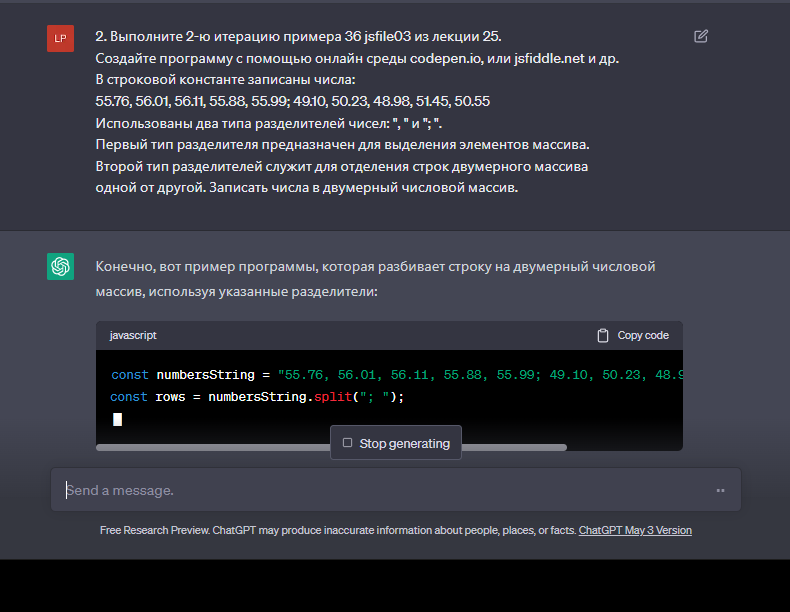 LP
2. Выполните 2-ю итерацию примера 36 jsfile03 из лекции 25.
Создайте программу с помощью онлайн среды codepen.io, или jsfiddle.net и др.
В строковой константе записаны числа:
55.76, 56.01, 56.11, 55.88, 55.99; 49.10, 50.23, 48.98, 51.45, 50.55
Использованы два типа разделителей чисел: ", " и "; ".
Первый тип разделителя предназначен для выделения элементов массива.
Второй тип разделителей служит для отделения строк двумерного массива
одной от другой. Записать числа в двумерный числовой массив.
Конечно, вот пример программы, которая разбивает строку на двумерный числовой
массив, используя указанные разделители:
javascript
Copy code
const numbersString = "55.76, 56.01, 56.11, 55.88, 55.99; 49.10, 50.23, 48.9
const rows = numbersString.split("; ");
Stop generating
Send a message.
Free Research Preview. ChatGPT may produce inaccurate information about people, places, or facts. ChatGPT May 3 Version